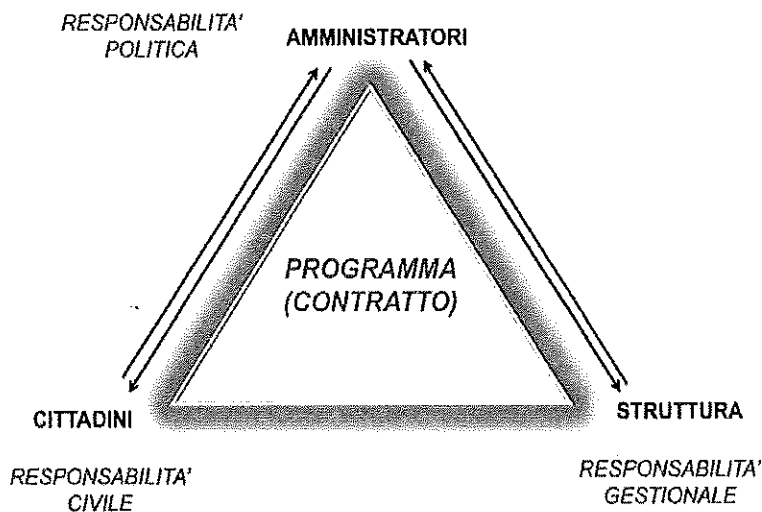 RESPONSABILITA'
POLITICA
AMMINISTRATORI
PROGRAMMA
(CONTRATTO)
CITTADINI
STRUTTURA
RESPONSABILITA'
CIVILE
RESPONSABILITA'
GESTIONALE